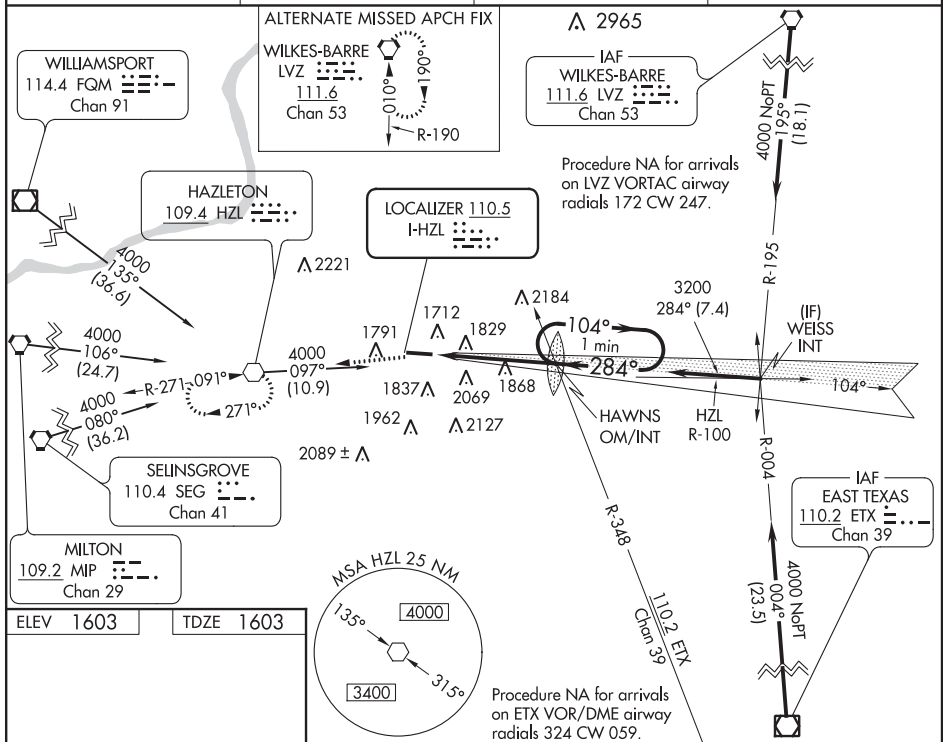 ALTERNATE MISSED APCH FIX
WILKES-BARRE
LVZ
111.6
Chan 53
010°
190°
R-190
2965
WILLIAMSPORT
114.4 FQM
Chan 91
IAF
WILKES-BARRE
111.6 LVZ
Chan 53
4000 NoPT
195°
(18.1)
Procedure NA for arrivals
on LVZ VORTAC airway
radials 172 CW 247.
HAZLETON
109.4 HZL
LOCALIZER 110.5
I-HZL
4000
135°
(36.6)
2221
R-195
3200
284° (7.4)
(IF)
WEISS
INT
2184
1712
1791
1829
104°
1 min
284°
4000
106°
(24.7)
4000
097°
(10.9)
R-271
091°
271°
4000
080°
(36.2)
1837
2069
1868
104°
HAWNS
OM/INT
HZL
R-100
1962
2127
2089 ±
SELINSGROVE
110.4 SEG
Chan 41
R-004
IAF
EAST TEXAS
110.2 ETX
Chan 39
R-348
MILTON
109.2 MIP
Chan 29
MSA HZL 25 NM
135°
4000
3400
315°
110.2 ETX
Chan 39
4000 NoPT
004°
(23.5)
ELEV 1603
TDZE 1603
Procedure NA for arrivals
on ETX VOR/DME airway
radials 324 CW 059.